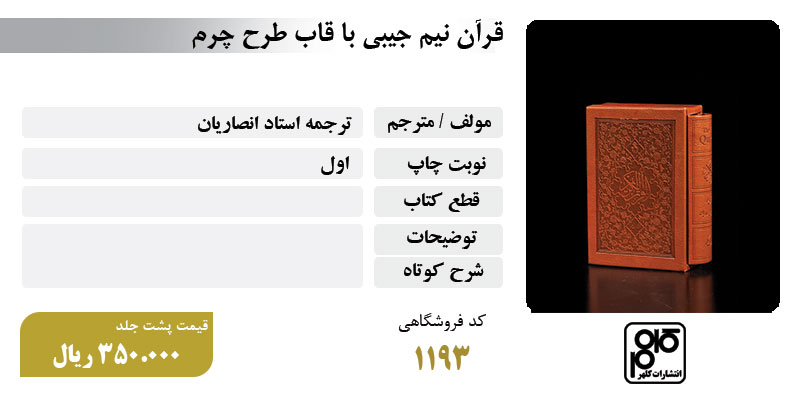 قرآن نیم جیبی با قاب طرح چرم
مولف / مترجم
ترجمه استاد انصاریان
نوبت چاپ
اول
قطع کتاب
توضیحات
شرح کوتاه
کد فروشگاهی
۱۱۹۳
قیمت پشت جلد
۳۵۰.۰۰۰ ریال
انتشارات گلهر